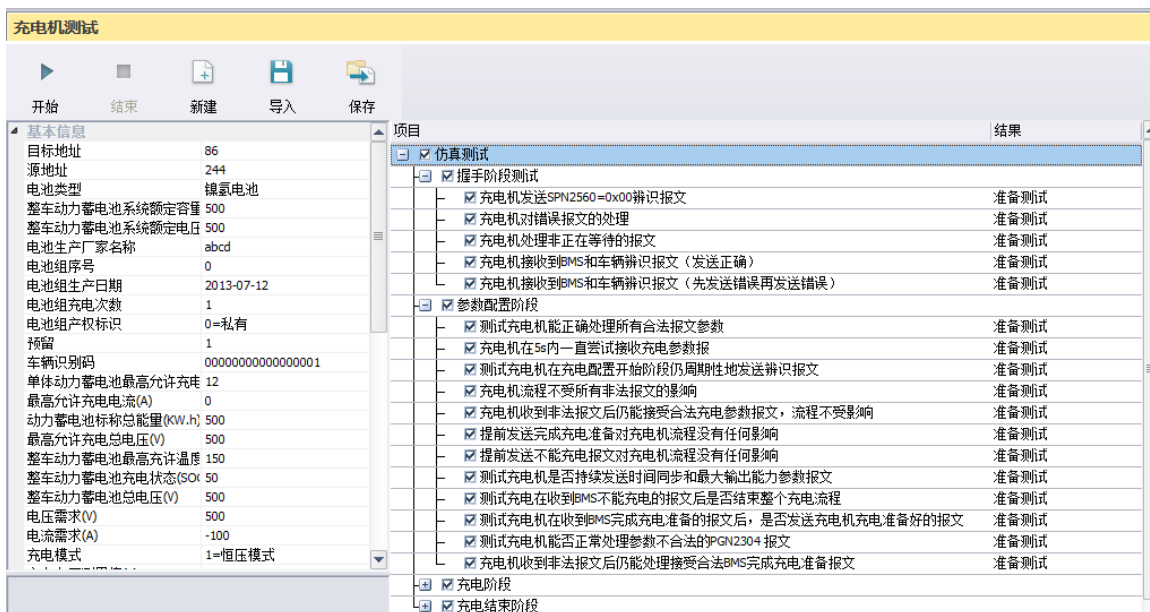 充电机测试
开始 结束 新建 导入 保存
基本信息
目标地址 86
源地址 244
电池类型 镍氢电池
整车动力蓄电池系统额定容量 500
整车动力蓄电池系统额定电压 500
电池生产厂家名称 abcd
电池组序号 0
电池组生产日期 2013-07-12
电池组充电次数 1
电池组产权标识 0=私有
预留 1
车辆识别码 00000000000000001
单体动力蓄电池最高允许充电 12
最高允许充电电流(A) 0
动力蓄电池标称总能量(KW.h) 500
最高允许充电总电压(V) 500
整车动力蓄电池最高充许温度 150
整车动力蓄电池充电状态(SOC 50
整车动力蓄电池总电压(V) 500
电压需求(V) 500
电流需求(A) -100
充电模式 1=恒压模式
项目 结果
仿真测试
握手阶段测试
充电机发送SPN2560=0x00辨识报文 准备测试
充电机对错误报文的处理 准备测试
充电机处理非正在等待的报文 准备测试
充电机接收到BMS和车辆辨识报文（发送正确） 准备测试
充电机接收到BMS和车辆辨识报文（先发送错误再发送错误） 准备测试
参数配置阶段
测试充电机能正确处理所有合法报文参数 准备测试
充电机在5s内一直尝试接收充电参数报 准备测试
测试充电机在充电配置开始阶段仍周期性地发送辨识报文 准备测试
充电机流程不受所有非法报文的影响 准备测试
充电机收到非法报文后仍能接受合法充电参数报文，流程不受影响 准备测试
提前发送完成充电准备对充电机流程没有任何影响 准备测试
提前发送不能充电报文对充电机流程没有任何影响 准备测试
测试充电机是否持续发送时间同步和最大输出能力参数报文 准备测试
测试充电在收到BMS不能充电的报文后是否结束整个充电流程 准备测试
测试充电机在收到BMS完成充电准备的报文后，是否发送充电机充电准备好的报文 准备测试
测试充电机能否正常处理参数不合法的PGN2304 报文 准备测试
充电机收到非法报文后仍能处理接受合法BMS完成充电准备报文 准备测试
充电阶段
充电结束阶段